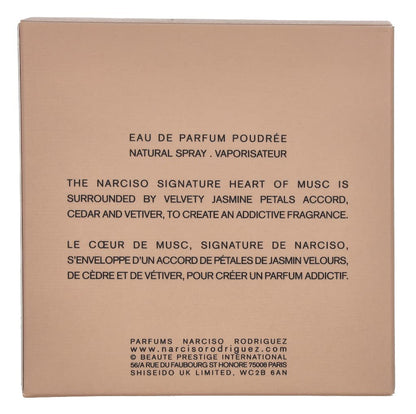 EAU DE PARFUM POUDRÉE
NATURAL SPRAY . VAPORISATEUR
THE NARCISO SIGNATURE HEART OF MUSC IS
SURROUNDED BY VELVETY JASMINE PETALS ACCORD,
CEDAR AND VETIVER, TO CREATE AN ADDICTIVE FRAGRANCE.
LE CŒUR DE MUSC, SIGNATURE DE NARCISO,
S'ENVELOPPE D'UN ACCORD DE PÉTALES DE JASMIN VELOURS,
DE CÈDRE ET DE VÉTIVER, POUR CRÉER UN PARFUM ADDICTIF.
PARFUMS NARCISO RODRIGUEZ
www.narcisorodriguez.com
© BEAUTE PRESTIGE INTERNATIONAL
56/A RUE DU FAUBOURG ST HONORE 75008 PARIS
SHISEIDO UK LIMITED, WC2B 6AN